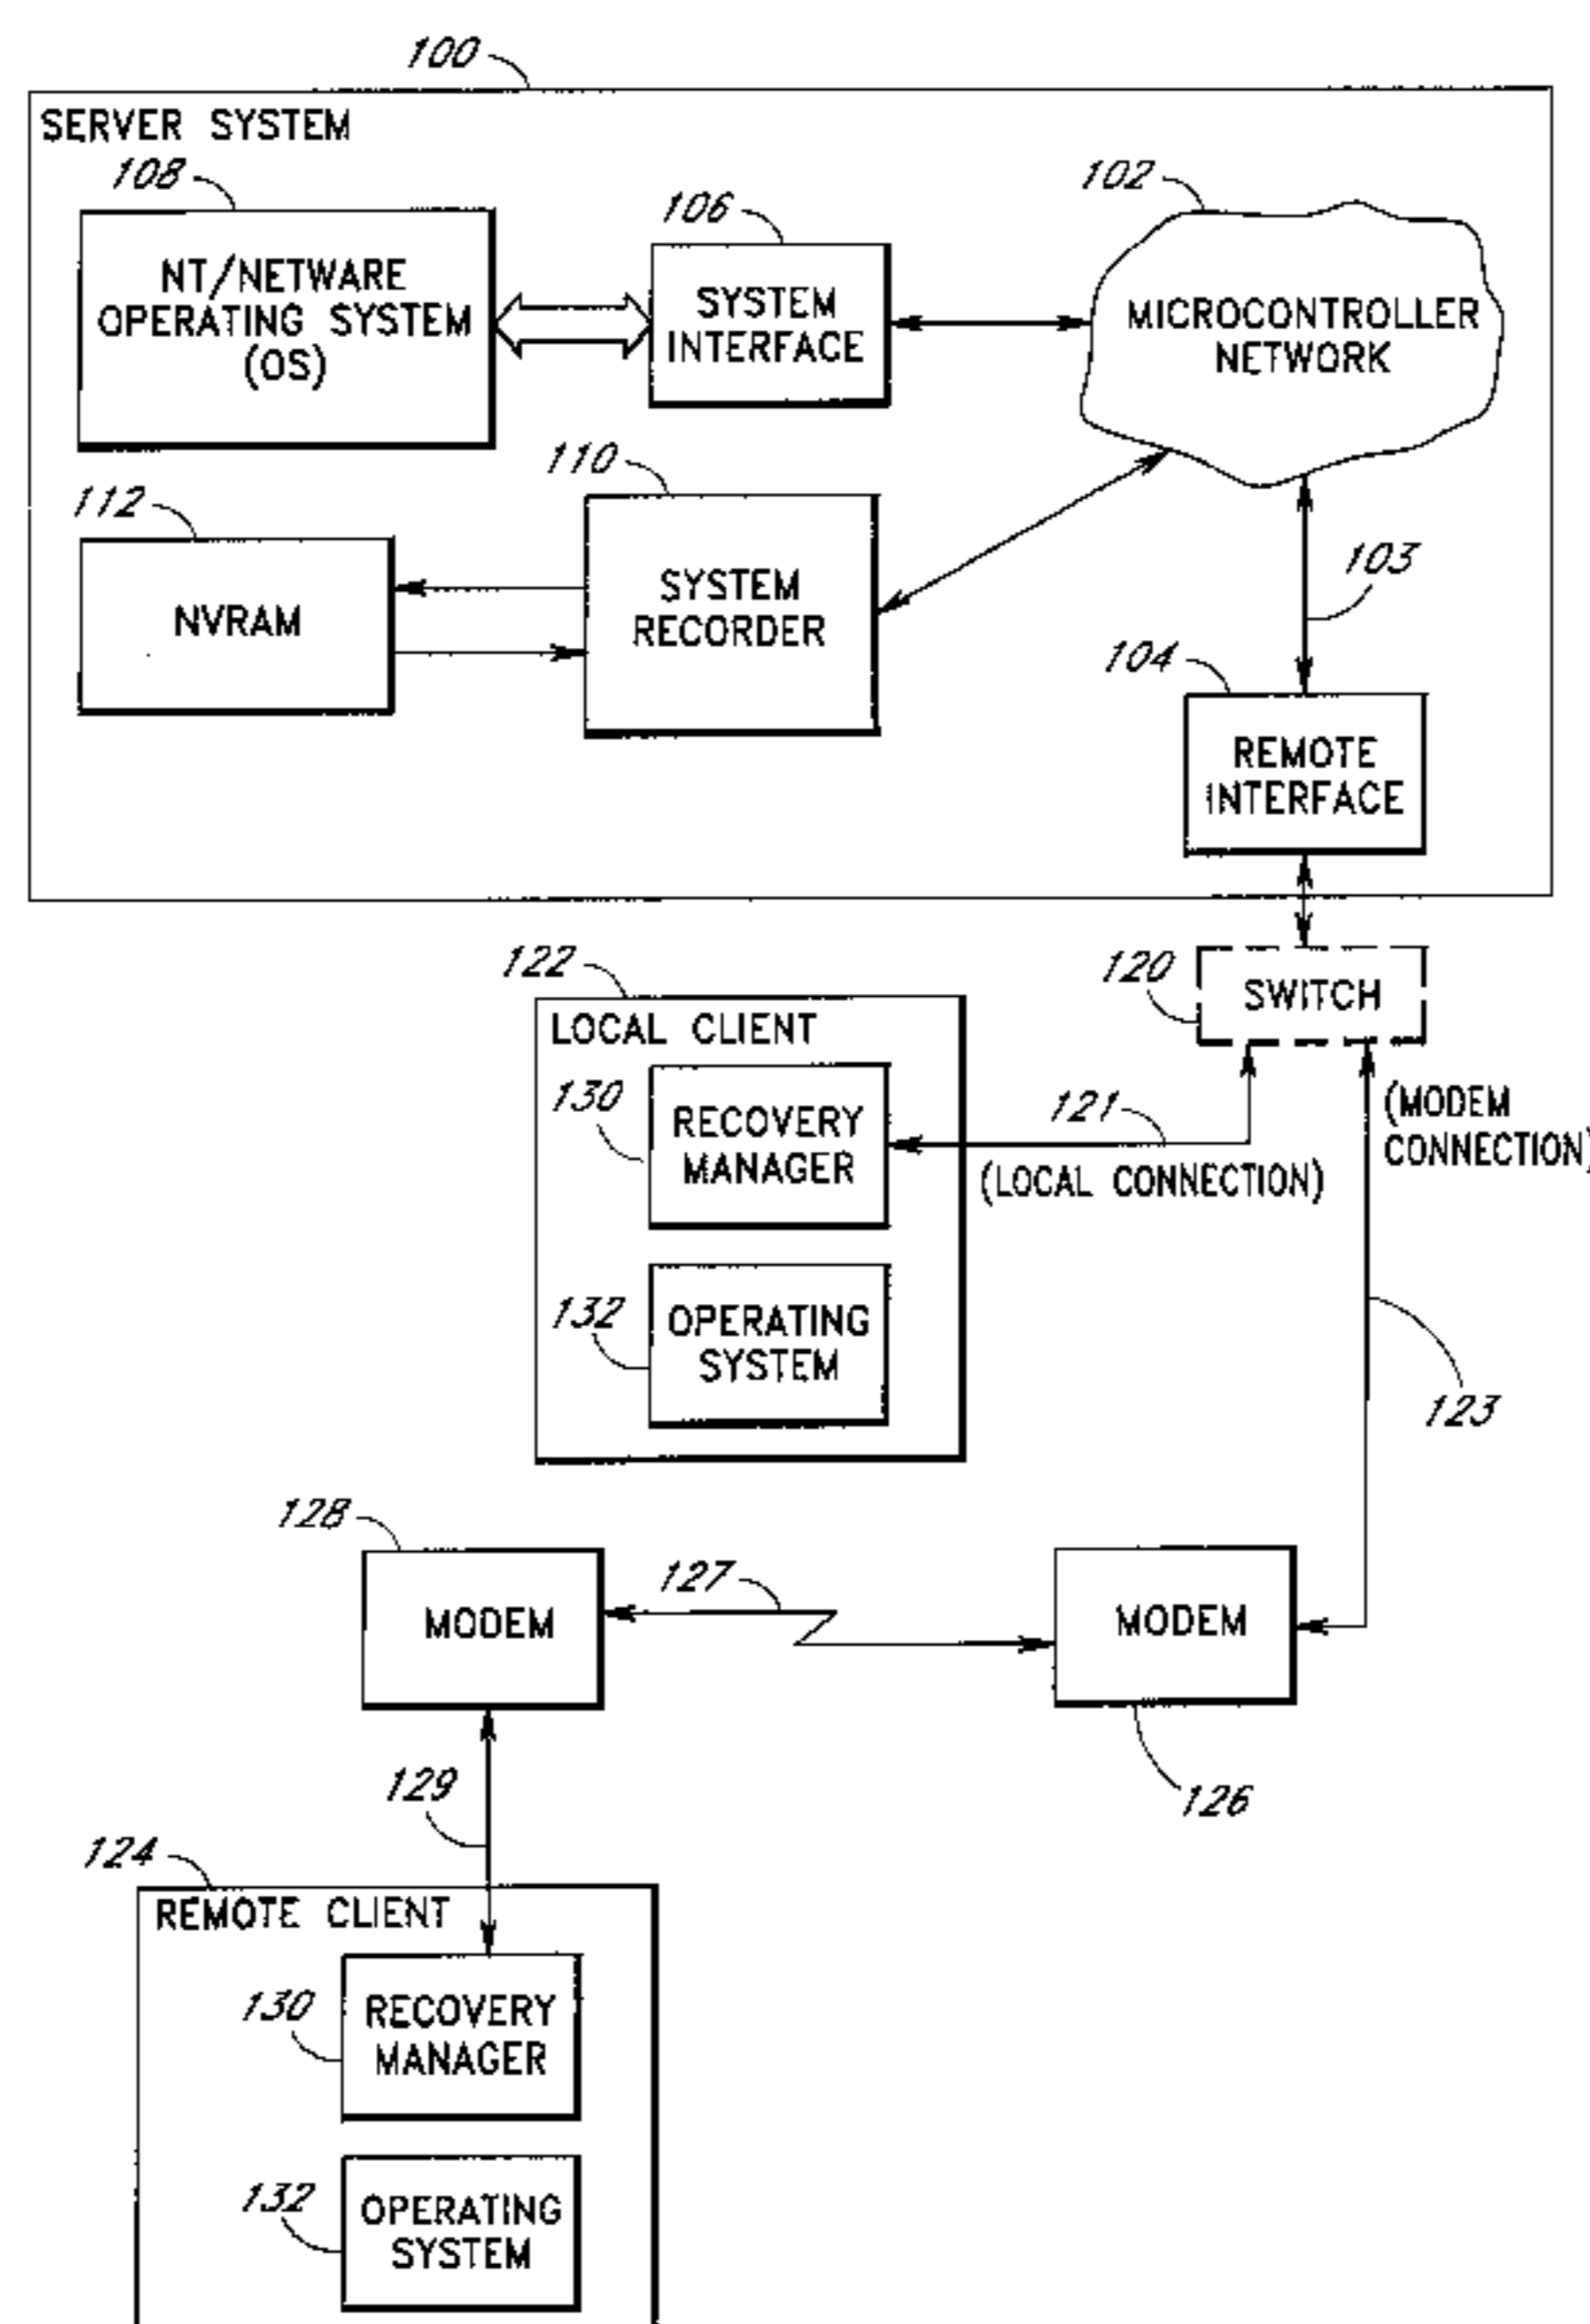 100
SERVER SYSTEM
108
NT/NETWARE
OPERATING SYSTEM
(OS)
106
SYSTEM
INTERFACE
102
MICROCONTROLLER
NETWORK
112
NVRAM
110
SYSTEM
RECORDER
103
104
REMOTE
INTERFACE
120
SWITCH
122
LOCAL CLIENT
130
RECOVERY
MANAGER
121
(LOCAL CONNECTION)
(MODEM
CONNECTION)
132
OPERATING
SYSTEM
123
128
MODEM
127
MODEM
126
129
124
REMOTE CLIENT
130
RECOVERY
MANAGER
132
OPERATING
SYSTEM